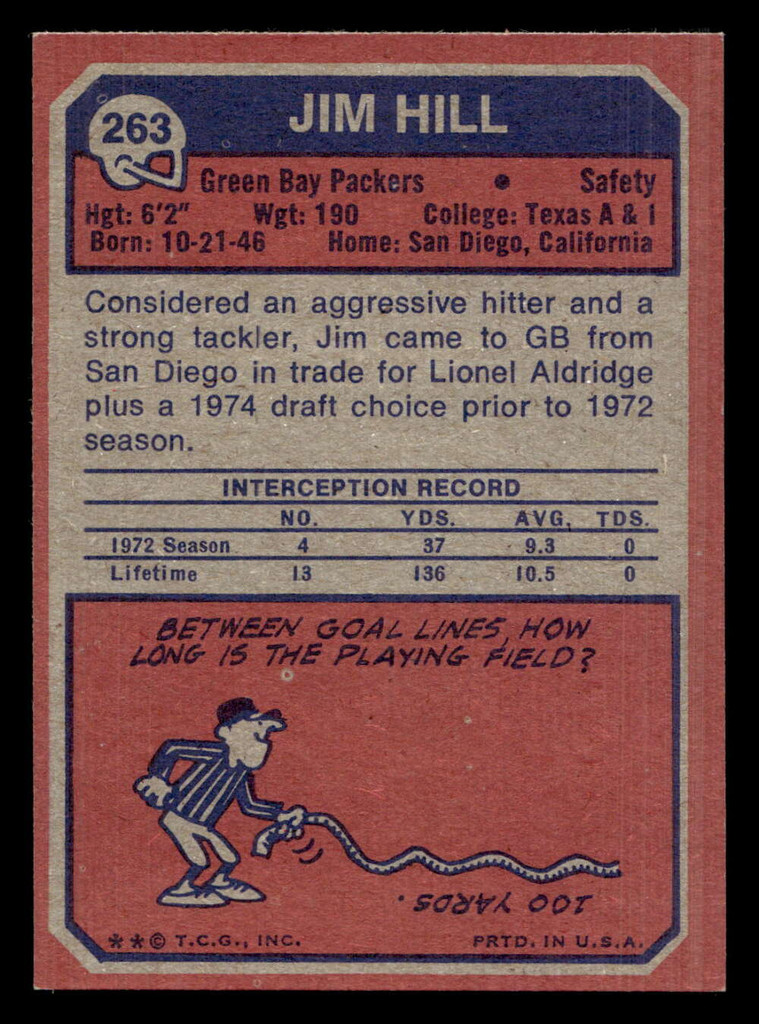 263
JIM HILL
Green Bay Packers • Safety
Hgt: 6'2" Wgt: 190 College: Texas A & I
Born: 10-21-46 Home: San Diego, California
Considered an aggressive hitter and a
strong tackler, Jim came to GB from
San Diego in trade for Lionel Aldridge
plus a 1974 draft choice prior to 1972
season.
INTERCEPTION RECORD
NO. YDS. AVG. TDS.
1972 Season 4 37 9.3 0
Lifetime 13 136 10.5 0
BETWEEN GOAL LINES, HOW
LONG IS THE PLAYING FIELD?
100 YARDS.
**© T.C.G., INC. PRTD. IN U.S.A.